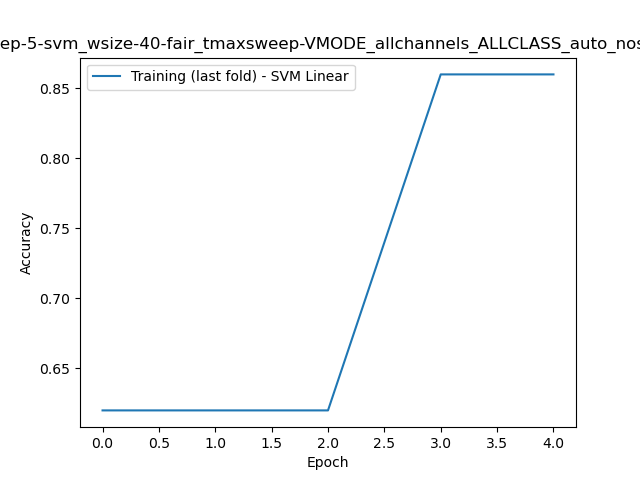 ep-5-svm_wsize-40-fair_tmaxsweep-VMODE_allchannels_ALLCLASS_auto_nos
Training (last fold) - SVM Linear
0.85
0.80
0.75
0.70
0.65
Accuracy
0.0 0.5 1.0 1.5 2.0 2.5 3.0 3.5 4.0
Epoch